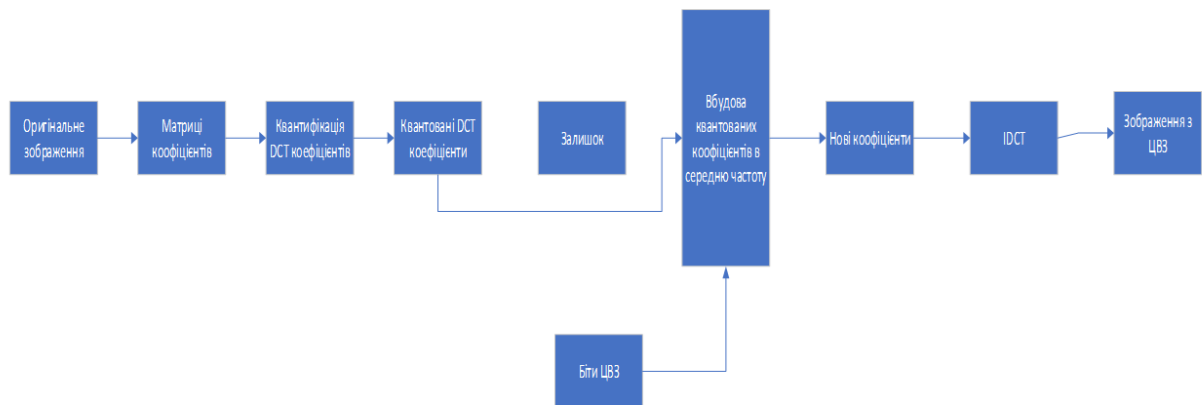 Оригінальне
зображення
Матриці
коофіцієнтів
Квантифікація
DCT коефіцієнтів
Квантовані DCT
коефіцієнти
Залишок
Вбудова
квантованих
коофіцієнтів в
середню частоту
Нові коофіцієнти
IDCT
Зображення з
ЦВЗ
Біти ЦВЗ